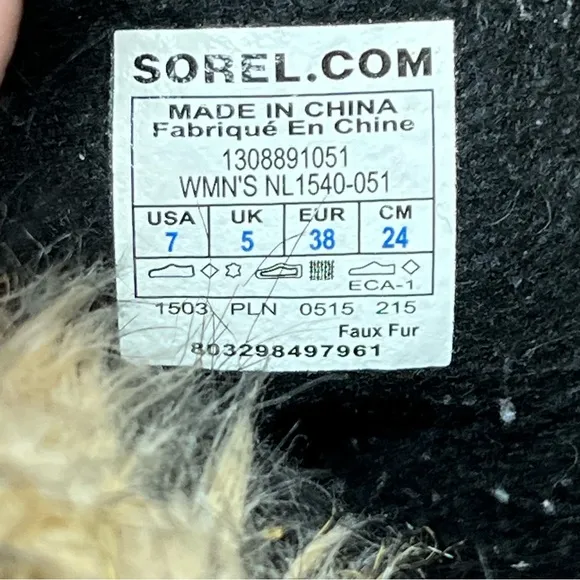 SOREL.COM
MADE IN CHINA
Fabriqué En Chine
1308891051
WMN'S NL1540-051
USA UK EUR CM
7 5 38 24
ECA-1
1503 PLN 0515 215
Faux Fur
803298497961